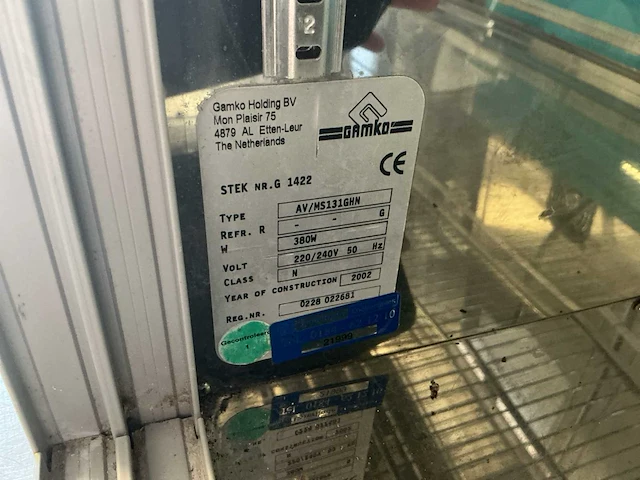 2
Gamko Holding BV
Mon Plaisir 75
4879 AL Etten-Leur
The Netherlands
GAMKO
CE
STEK NR.G 1422
TYPE AV/MS131GHN
REFR. R - - G
W 380W
VOLT 220/240V 50 Hz
CLASS N
YEAR OF CONSTRUCTION 2002
REG.NR. 0228 022681
Gecontroleerd